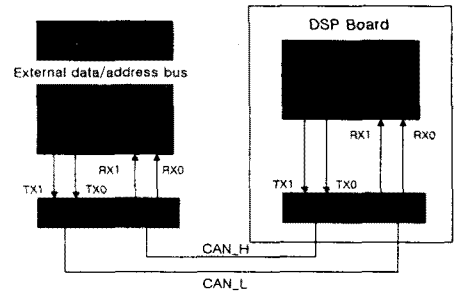 DSP Board
External data/address bus
RX1
RX1 RX0
RX0
TX1 TX0
TX1 TX0
CAN_H
CAN_L